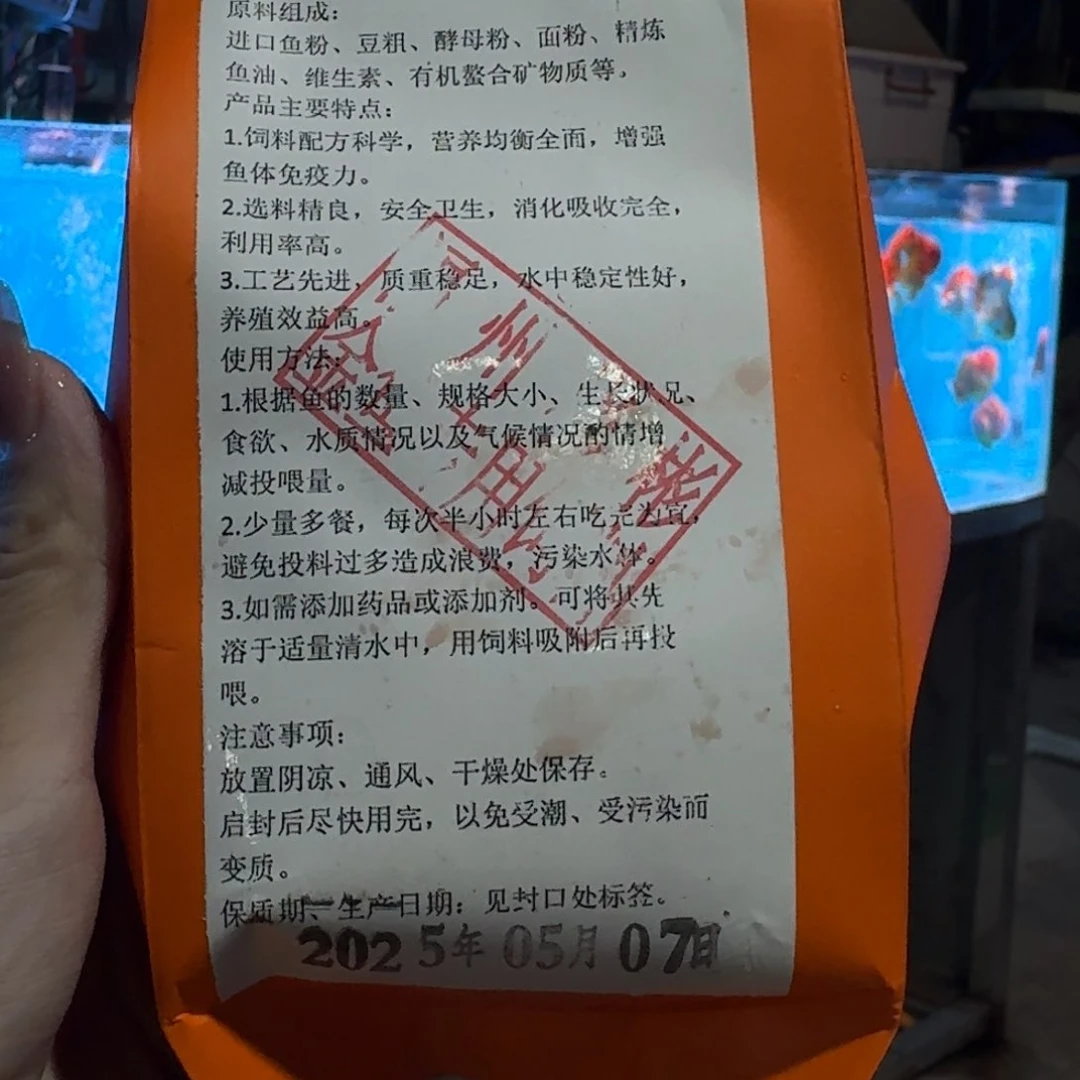 原料组成：
进口鱼粉、豆粗、酵母粉、面粉、精炼
鱼油、维生素、有机螯合矿物质等。
产品主要特点：
1.饲料配方科学，营养均衡全面，增强
鱼体免疫力。
2.选料精良，安全卫生，消化吸收完全，
利用率高。
3.工艺先进，质重稳足，水中稳定性好，
养殖效益高。
使用方法：
1.根据鱼的数量、规格大小、生长状况、
食欲、水质情况以及气候情况酌情增
减投喂量。
2.少量多餐，每次半小时左右吃完为宜，
避免投料过多造成浪费，污染水体。
3.如需添加药品或添加剂。可将其先
溶于适量清水中，用饲料吸附后再投
喂。
注意事项：
放置阴凉、通风、干燥处保存。
启封后尽快用完，以免受潮、受污染而
变质。
保质期、生产日期：见封口处标签。
2025年 05月 07日
州
专用